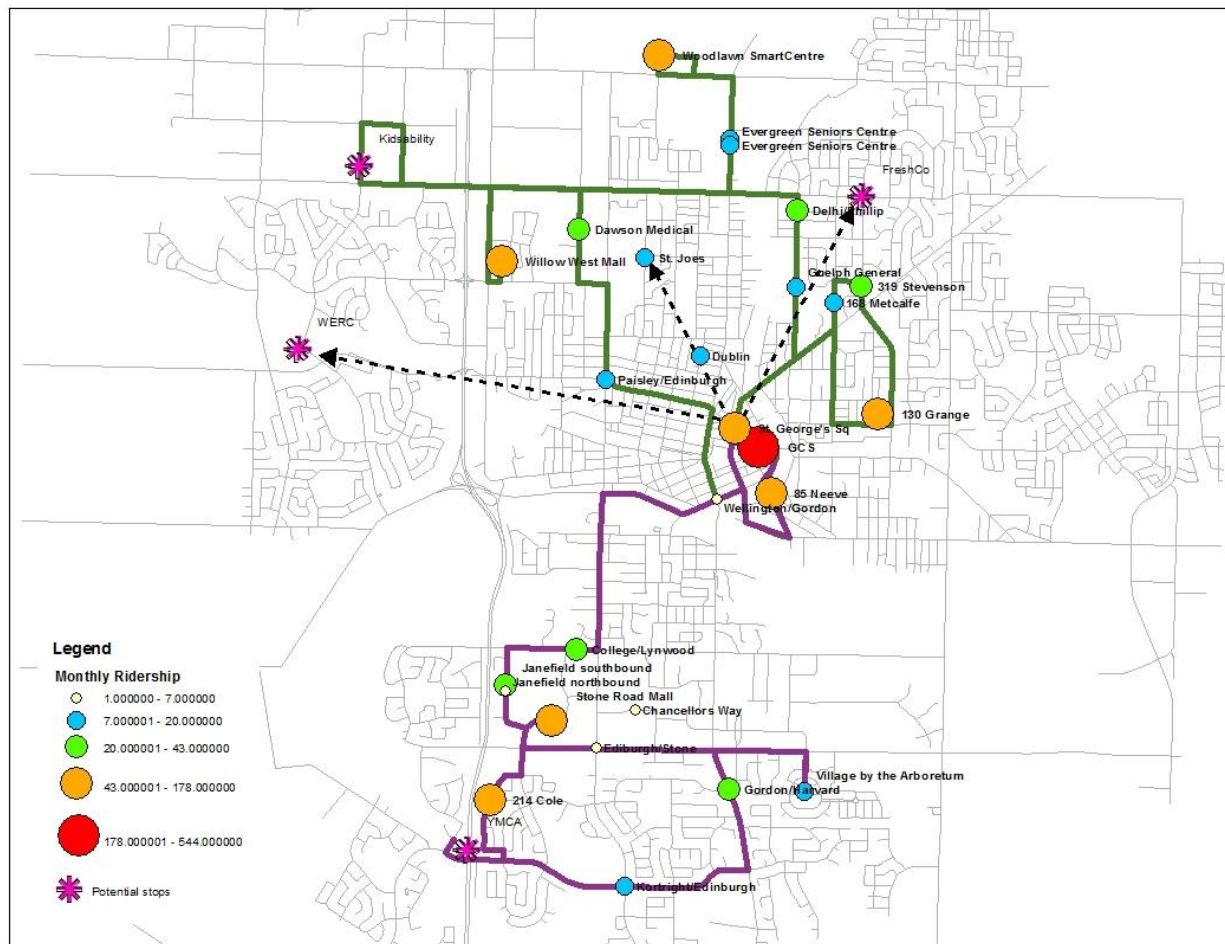 Woodlawn SmartCentre
Evergreen Seniors Centre
Evergreen Seniors Centre
Kidsability
FreshCo
Delhi/Phillip
Dawson Medical
St. Joes
Willow West Mall
Guelph General
319 Stevenson
168 Metcalfe
WERC
Dublin
Paisley/Edinburgh
130 Grange
St. George's Sq
GCS
85 Neeve
Wellington/Gordon
College/Lynwood
Janefield southbound
Janefield northbound
Stone Road Mall
Chancellors Way
Ediburgh/Stone
Village by the Arboretum
Gordon/Harvard
214 Cole
YMCA
Kortright/Edinburgh
Legend
Monthly Ridership
1.000000 - 7.000000
7.000001 - 20.000000
20.000001 - 43.000000
43.000001 - 178.000000
178.000001 - 544.000000
Potential stops